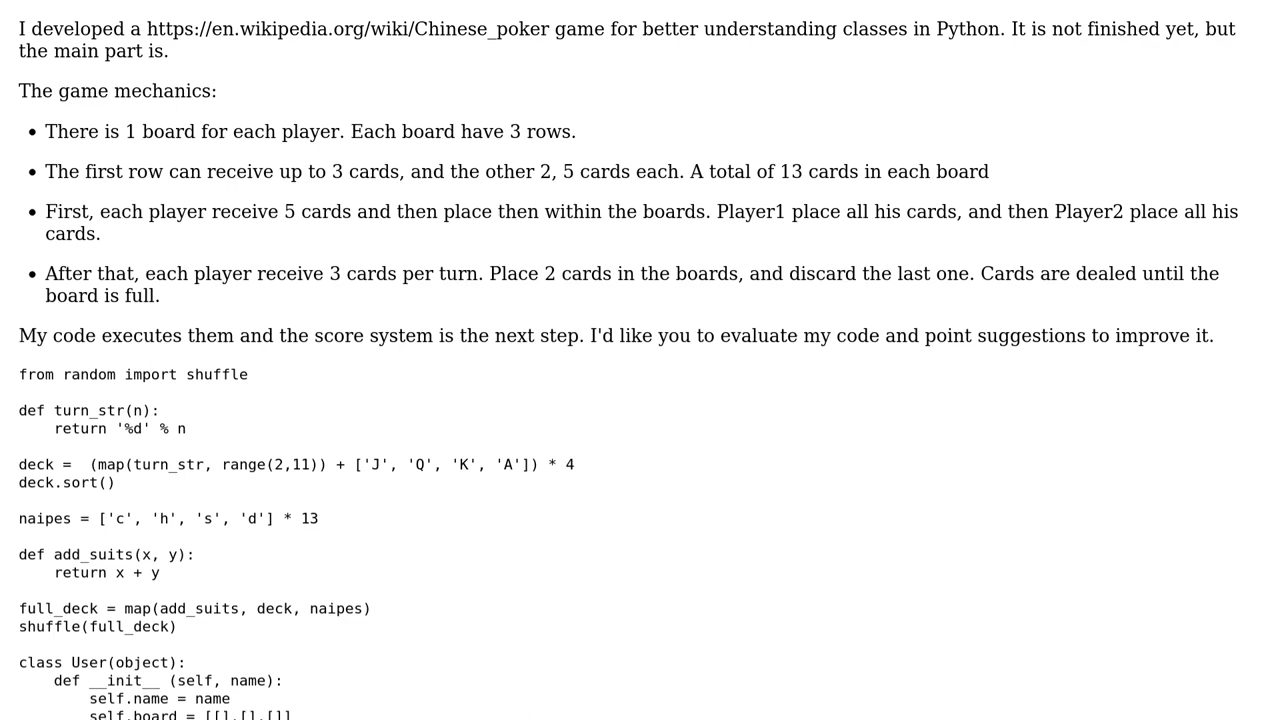 I developed a https://en.wikipedia.org/wiki/Chinese_poker game for better understanding classes in Python. It is not finished yet, but
the main part is.
The game mechanics:
• There is 1 board for each player. Each board have 3 rows.
• The first row can receive up to 3 cards, and the other 2, 5 cards each. A total of 13 cards in each board
• First, each player receive 5 cards and then place then within the boards. Player1 place all his cards, and then Player2 place all his
cards.
• After that, each player receive 3 cards per turn. Place 2 cards in the boards, and discard the last one. Cards are dealt until the
board is full.
My code executes them and the score system is the next step. I'd like you to evaluate my code and point suggestions to improve it.
from random import shuffle
def turn_str(n):
    return '%d' % n
deck =  (map(turn_str, range(2,11)) + ['J', 'Q', 'K', 'A']) * 4
deck.sort()
naipes = ['c', 'h', 's', 'd'] * 13
def add_suits(x, y):
    return x + y
full_deck = map(add_suits, deck, naipes)
shuffle(full_deck)
class User(object):
    def __init__ (self, name):
        self.name = name
        self.board = [[],[],[]]